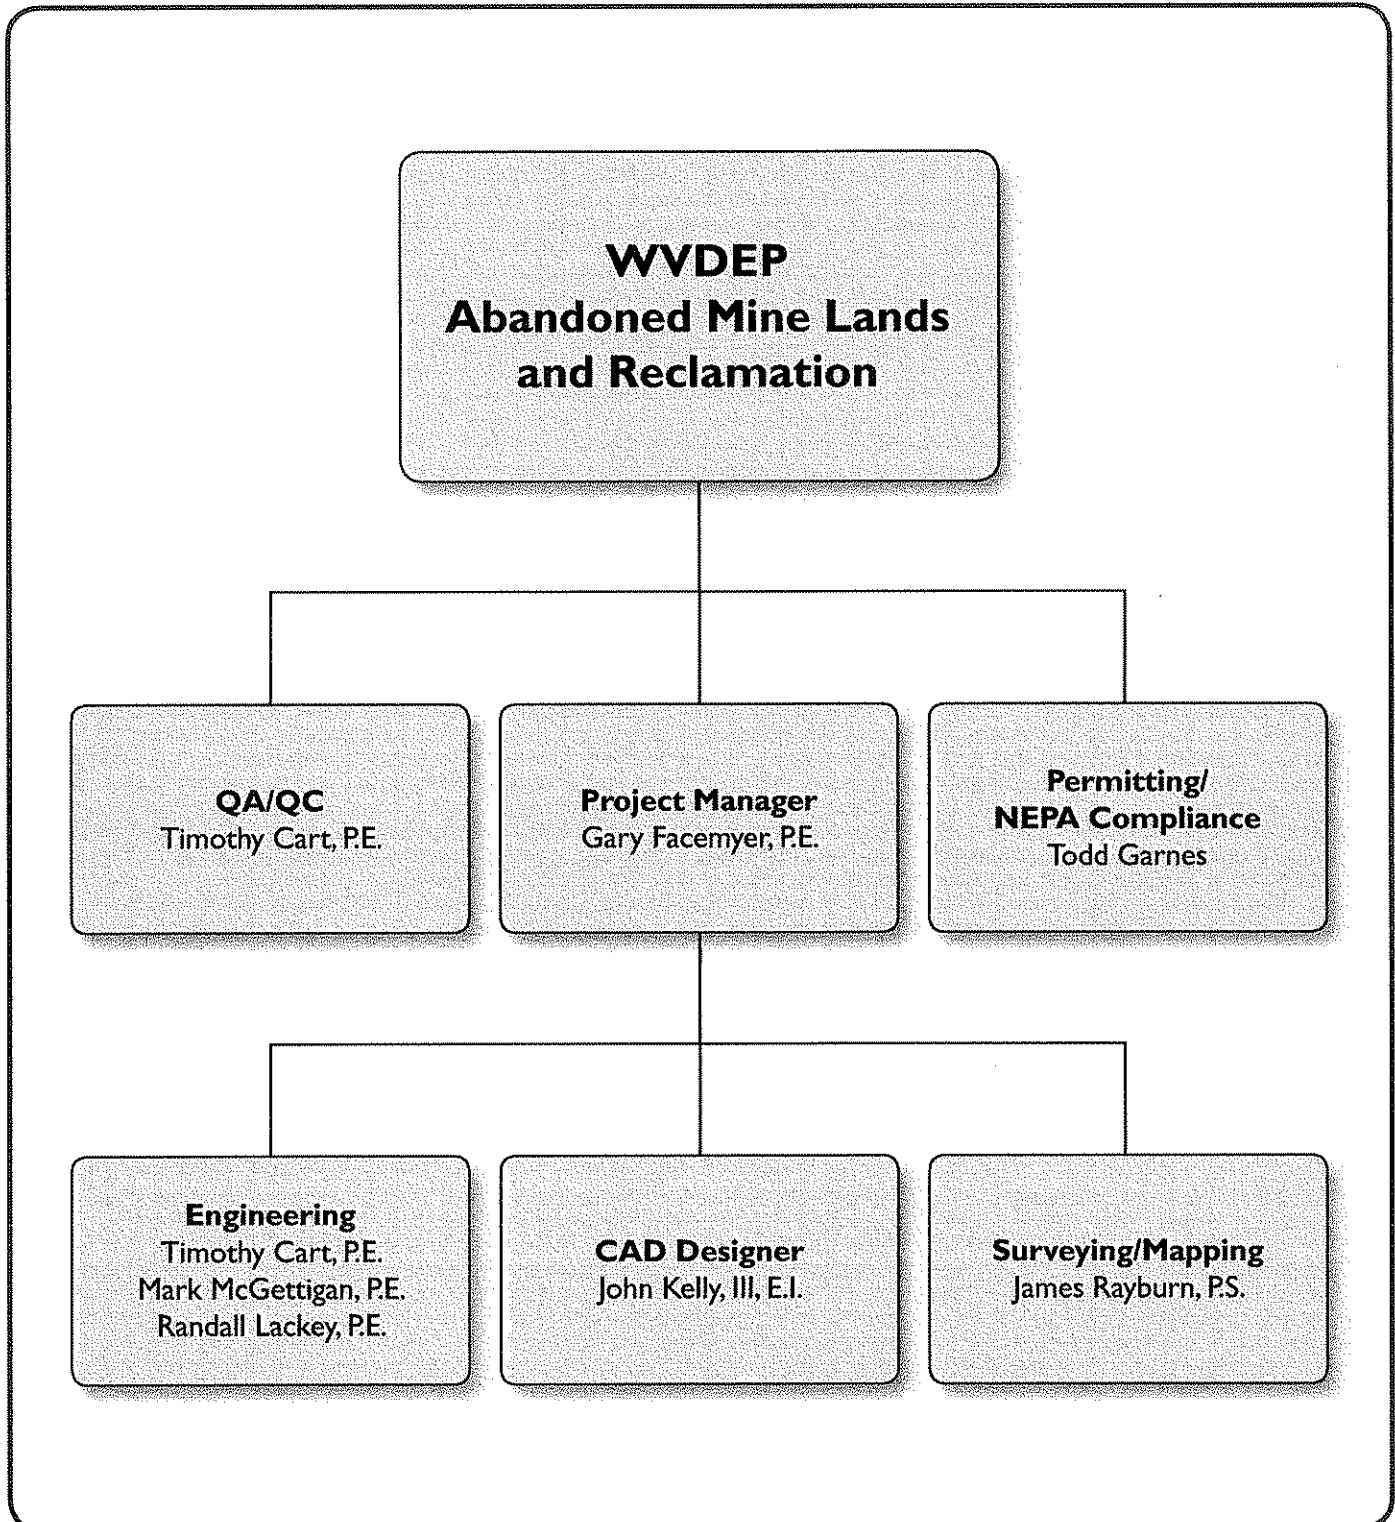 WVDEP
Abandoned Mine Lands
and Reclamation
QA/QC
Timothy Cart, P.E.
Project Manager
Gary Facemyer, P.E.
Permitting/
NEPA Compliance
Todd Garnes
Engineering
Timothy Cart, P.E.
Mark McGettigan, P.E.
Randall Lackey, P.E.
CAD Designer
John Kelly, III, E.I.
Surveying/Mapping
James Rayburn, P.S.